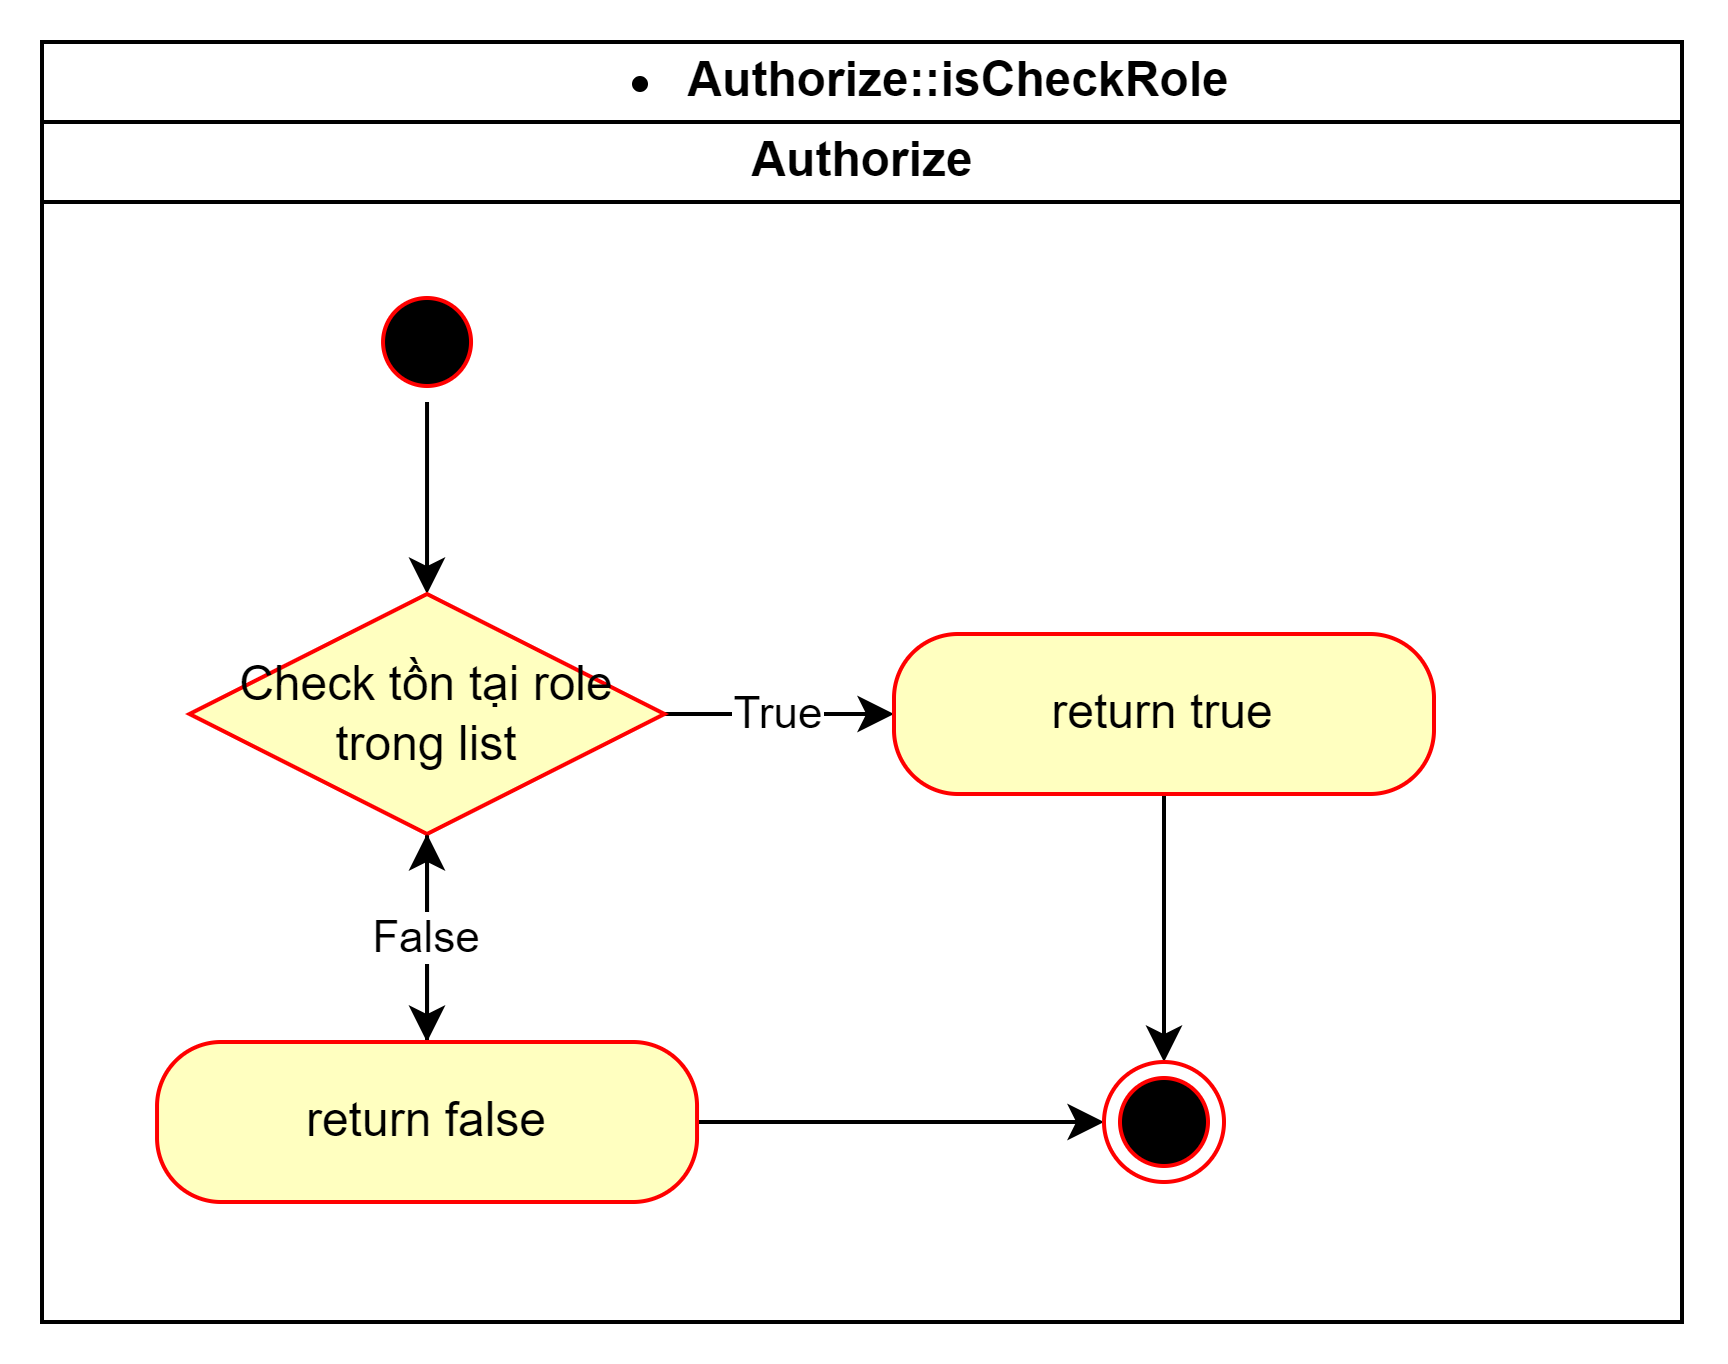 • Authorize::isCheckRole
Authorize
Check tồn tại role
trong list
True
return true
False
return false